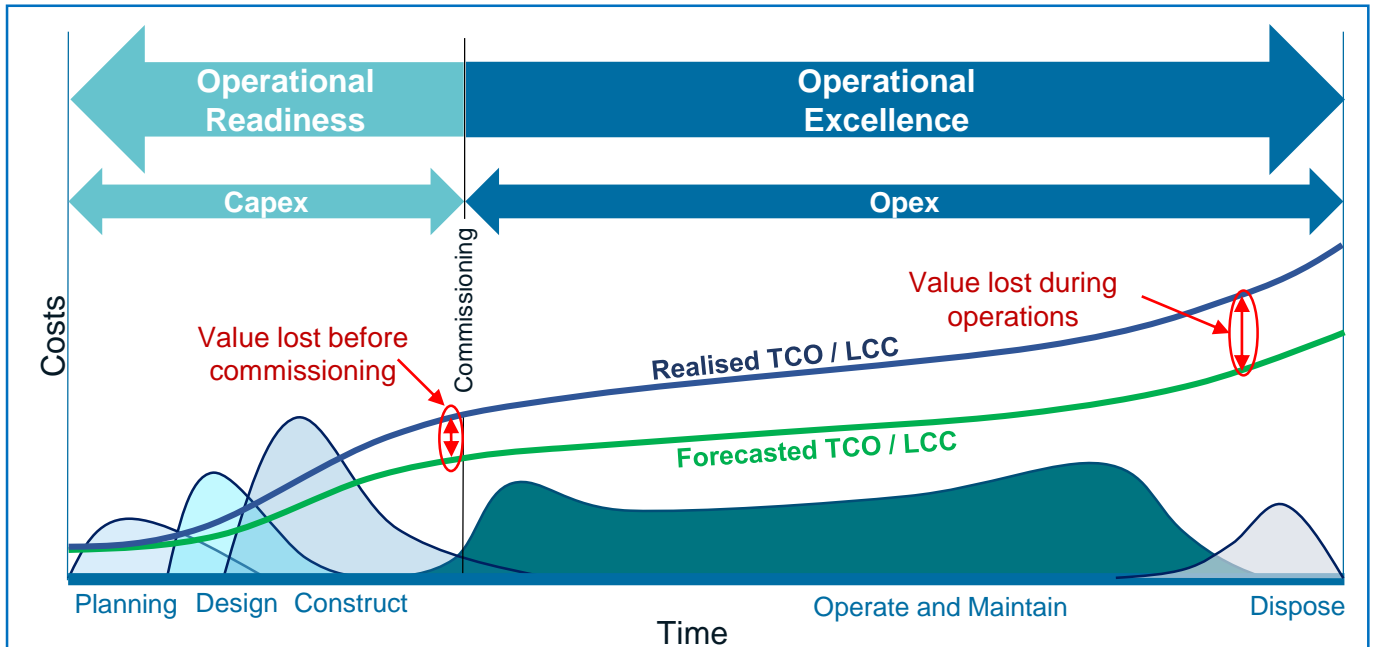 Operational
Readiness
Operational
Excellence
Capex
Opex
Costs
Commissioning
Value lost before
commissioning
Value lost during
operations
Realised TCO / LCC
Forecasted TCO / LCC
Planning
Design
Construct
Operate and Maintain
Dispose
Time